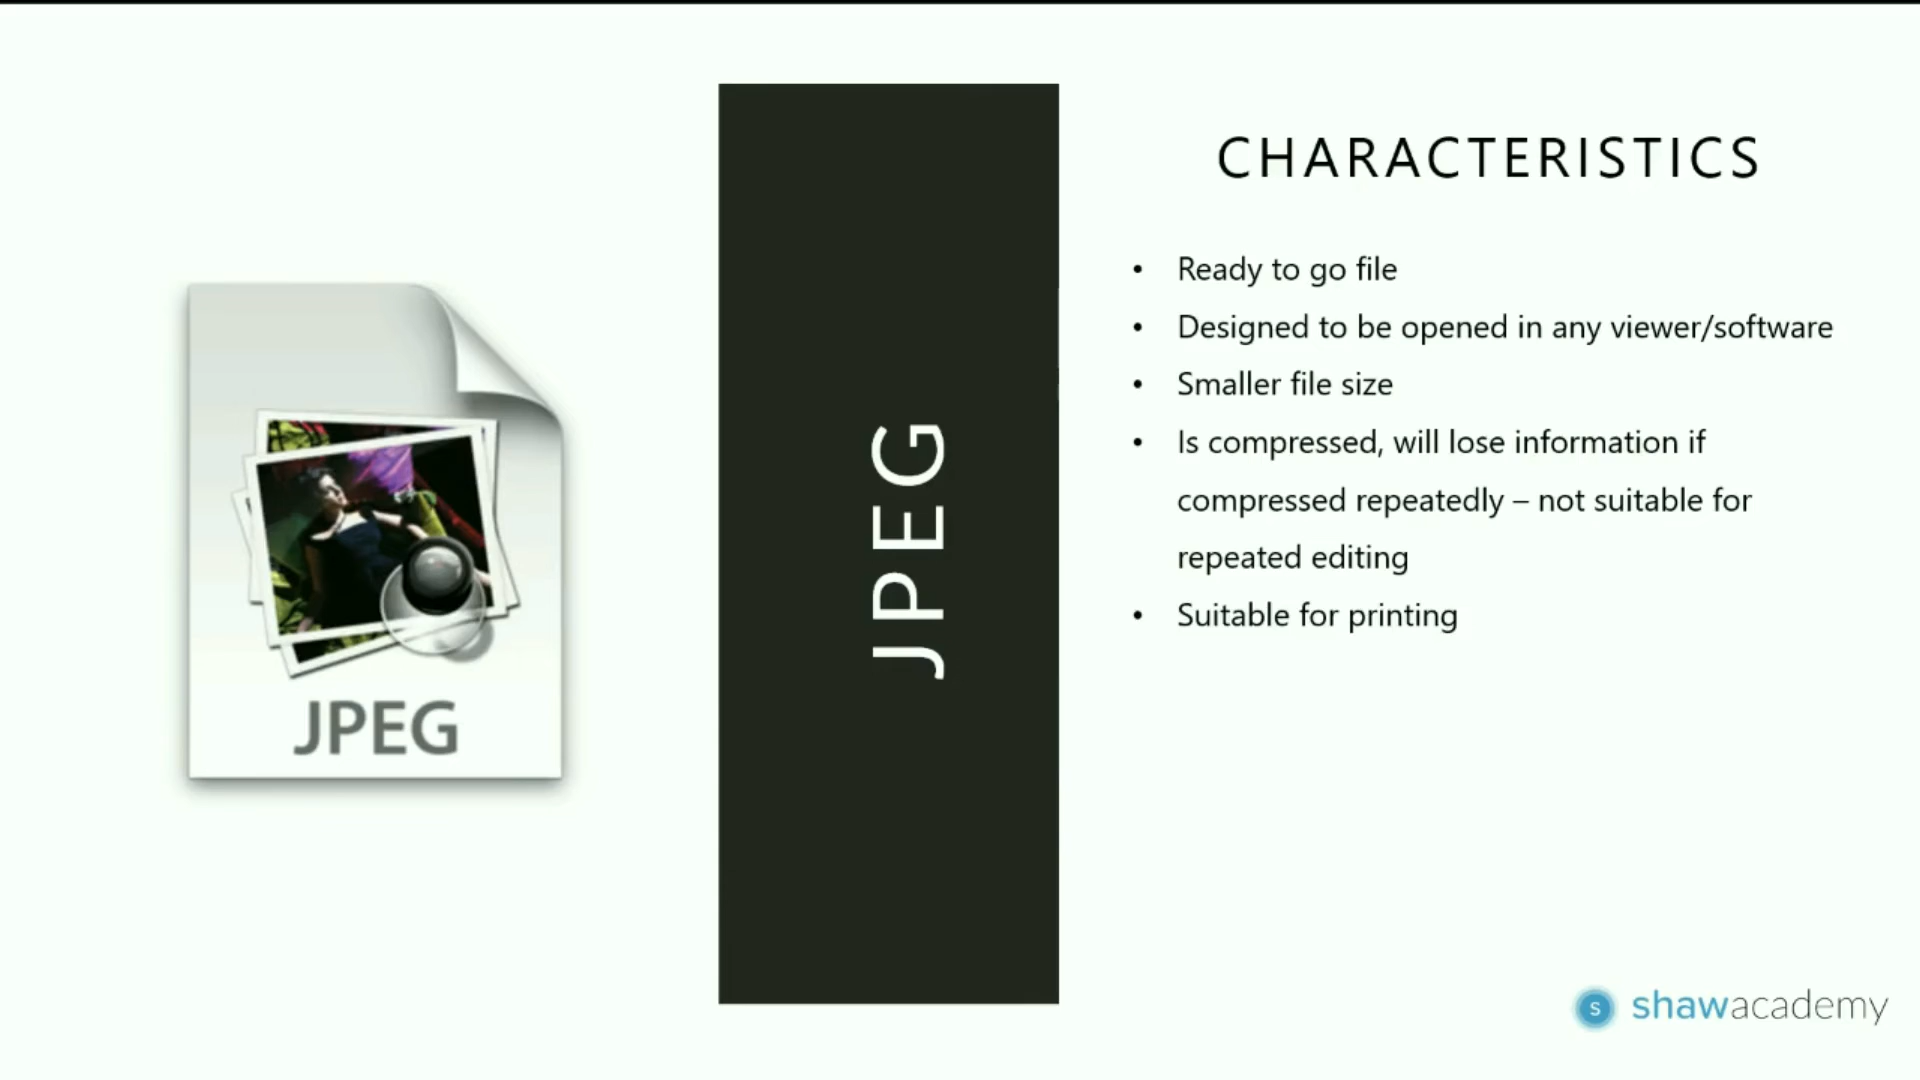 JPEG
JPEG
CHARACTERISTICS
• Ready to go file
• Designed to be opened in any viewer/software
• Smaller file size
• Is compressed, will lose information if
compressed repeatedly – not suitable for
repeated editing
• Suitable for printing
s shawacademy